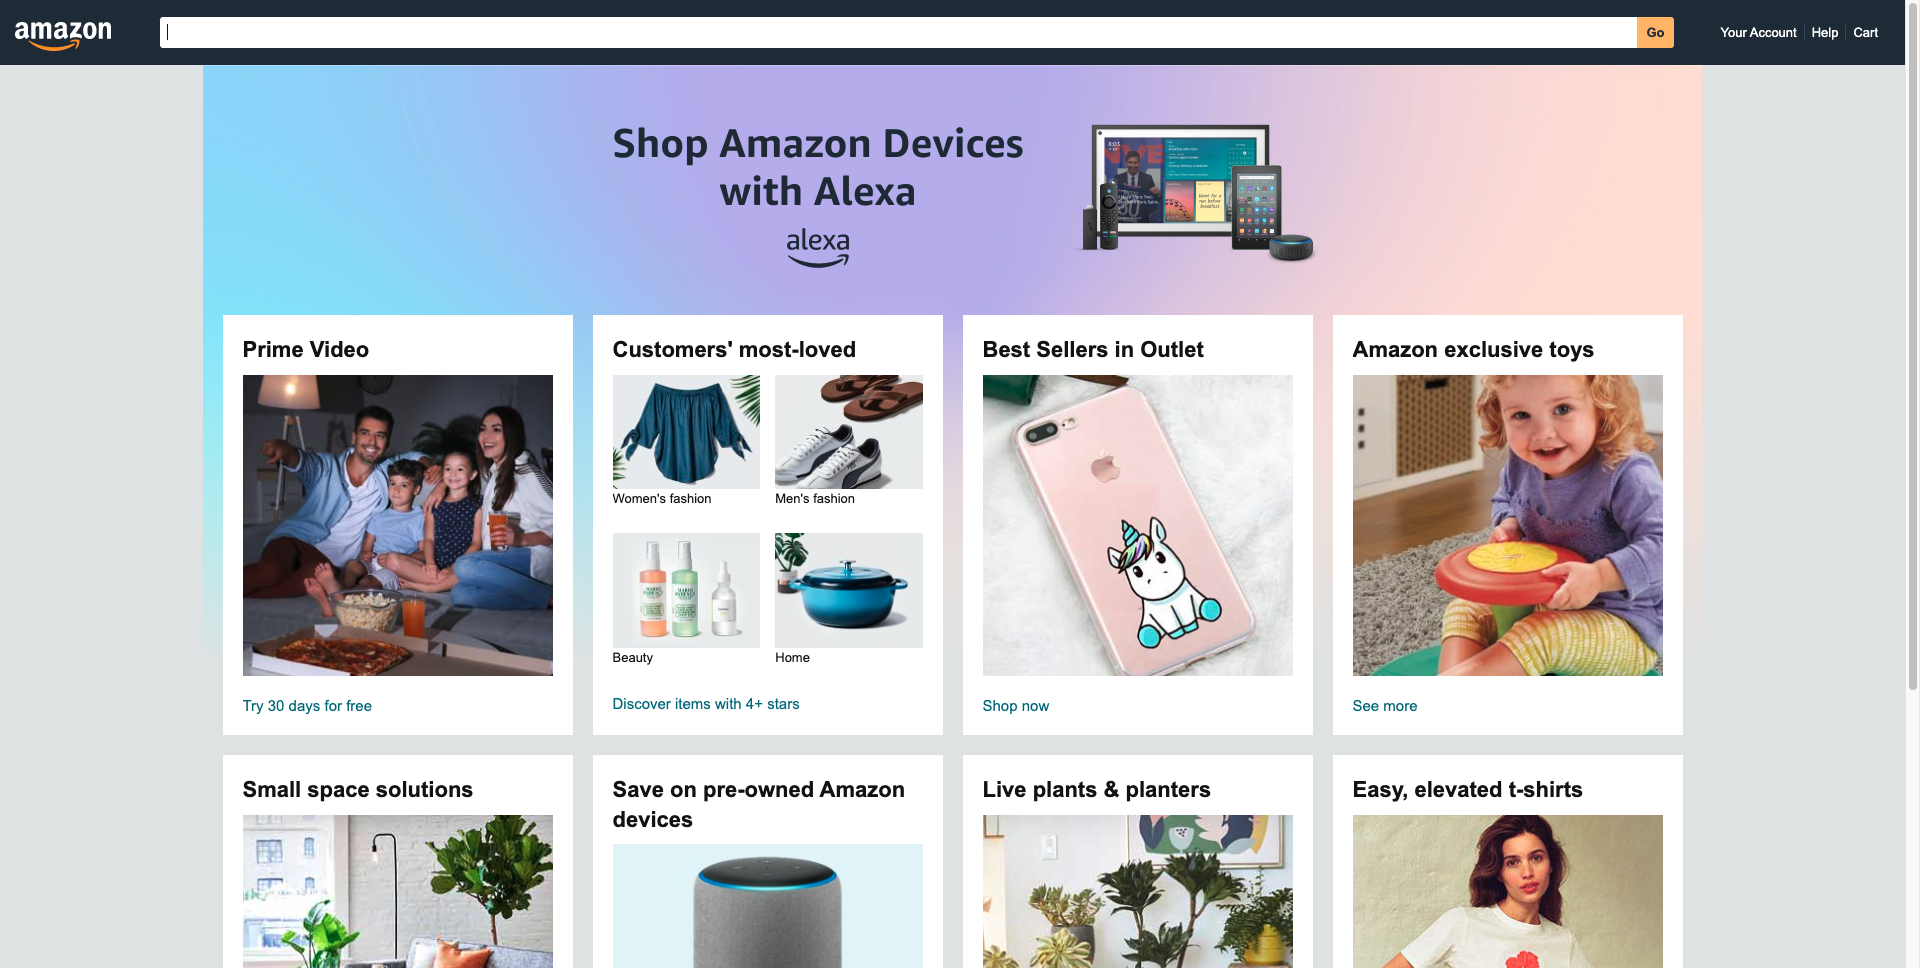 amazon
Go
Your Account
Help
Cart
Shop Amazon Devices
with Alexa
alexa
Prime Video
Customers' most-loved
Best Sellers in Outlet
Amazon exclusive toys
Women's fashion
Men's fashion
Beauty
Home
Try 30 days for free
Discover items with 4+ stars
Shop now
See more
Small space solutions
Save on pre-owned Amazon
devices
Live plants & planters
Easy, elevated t-shirts